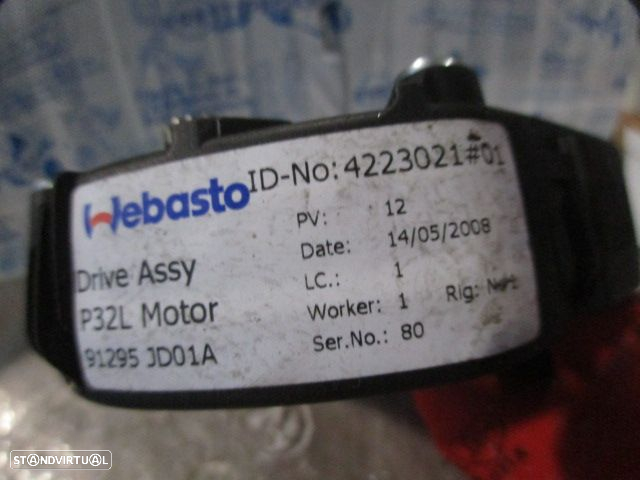 Webasto ID-No: 4223021#01
PV: 12
Drive Assy Date: 14/05/2008
P32L Motor LC.: 1
Worker: 1 Rig:
91295 JD01A Ser.No.: 80
STANDVIRTUAL